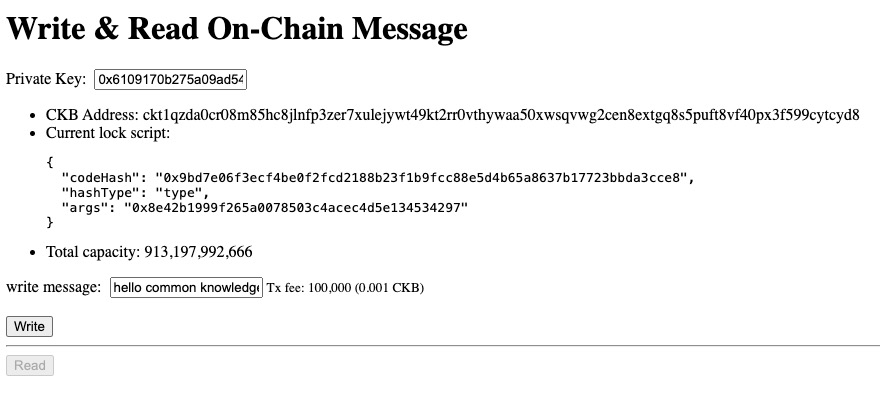 Write & Read On-Chain Message
Private Key: 0x6109170b275a09ad54
CKB Address: ckt1qzda0cr08m85hc8jlnfp3zer7xulejywt49kt2rr0vthywaa50xwsqvwg2cen8extgq8s5puft8vf40px3f599cytcyd8
Current lock script:
{
"codeHash": "0x9bd7e06f3ecf4be0f2fcd2188b23f1b9fcc88e5d4b65a8637b17723bbda3cce8",
"hashType": "type",
"args": "0x8e42b1999f265a0078503c4acec4d5e134534297"
}
Total capacity: 913,197,992,666
write message: hello common knowledge Tx fee: 100,000 (0.001 CKB)
Write
Read